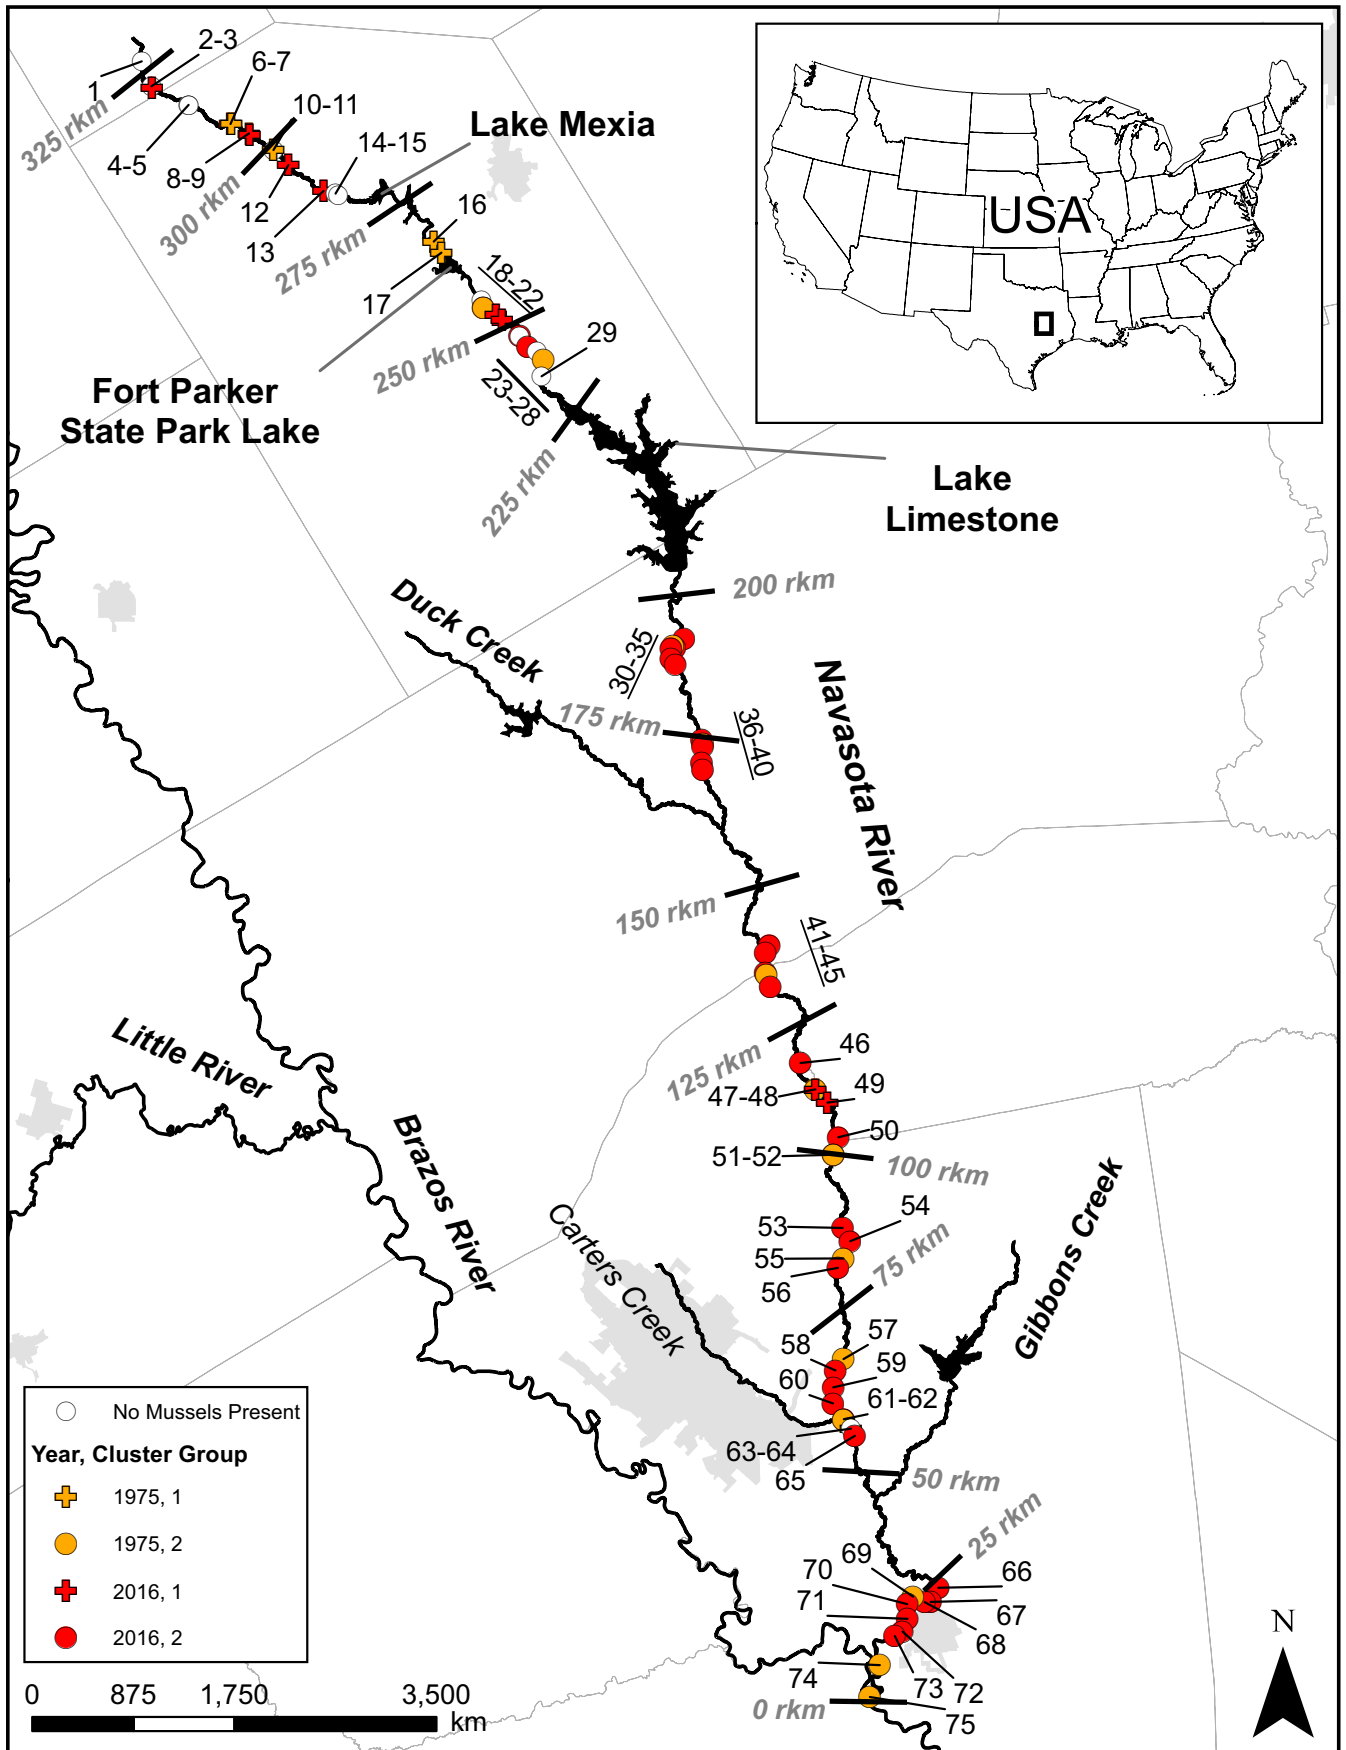 1
2-3
6-7
10-11
325 rkm
4-5
8-9
300 rkm
12
13
14-15
Lake Mexia
USA
275 rkm
16
17
18-22
250 rkm
29
23-28
Fort Parker
State Park Lake
225 rkm
Lake
Limestone
200 rkm
Duck Creek
30-35
175 rkm
36-40
Navasota River
150 rkm
41-45
Little River
125 rkm
46
47-48
49
50
51-52
100 rkm
Brazos River
Carters Creek
53
54
55
56
75 rkm
Gibbons Creek
57
58
59
60
61-62
63-64
65
50 rkm
25 rkm
69
70
71
66
67
68
74
73
72
0 rkm
75
No Mussels Present
Year, Cluster Group
1975, 1
1975, 2
2016, 1
2016, 2
0 875 1,750 3,500
km
N